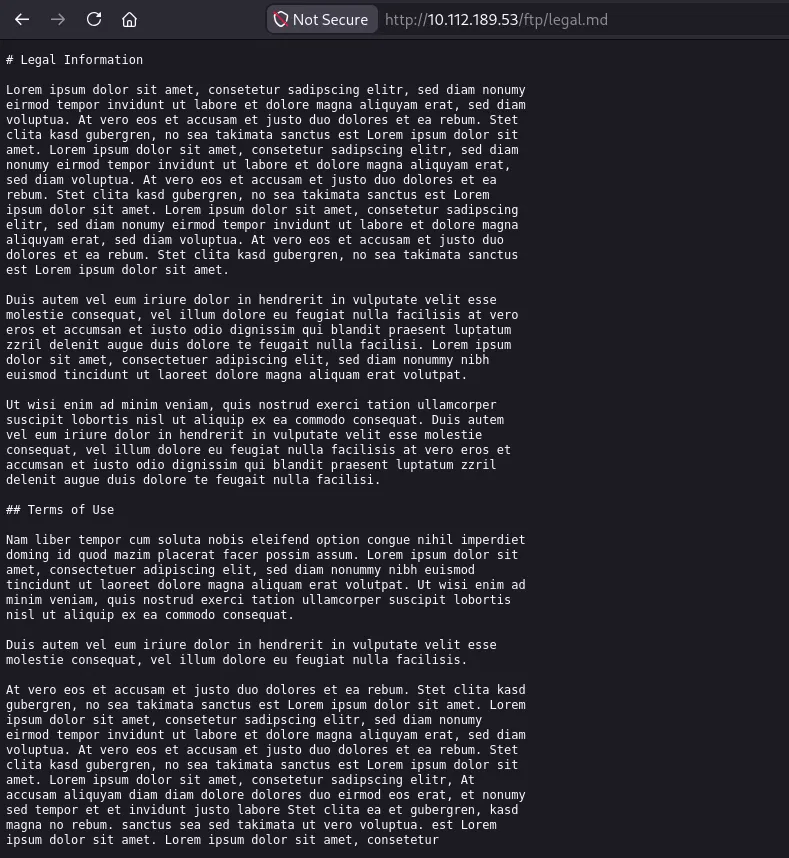 Not Secure http://10.112.189.53/ftp/legal.md
# Legal Information
Lorem ipsum dolor sit amet, consetetur sadipscing elitr, sed diam nonumy
eirmod tempor invidunt ut labore et dolore magna aliquyam erat, sed diam
voluptua. At vero eos et accusam et justo duo dolores et ea rebum. Stet
clita kasd gubergren, no sea takimata sanctus est Lorem ipsum dolor sit
amet. Lorem ipsum dolor sit amet, consetetur sadipscing elitr, sed diam
nonumy eirmod tempor invidunt ut labore et dolore magna aliquyam erat,
sed diam voluptua. At vero eos et accusam et justo duo dolores et ea
rebum. Stet clita kasd gubergren, no sea takimata sanctus est Lorem
ipsum dolor sit amet. Lorem ipsum dolor sit amet, consetetur sadipscing
elitr, sed diam nonumy eirmod tempor invidunt ut labore et dolore magna
aliquyam erat, sed diam voluptua. At vero eos et accusam et justo duo
dolores et ea rebum. Stet clita kasd gubergren, no sea takimata sanctus
est Lorem ipsum dolor sit amet.
Duis autem vel eum iriure dolor in hendrerit in vulputate velit esse
molestie consequat, vel illum dolore eu feugiat nulla facilisis at vero
eros et accumsan et iusto odio dignissim qui blandit praesent luptatum
zzril delenit augue duis dolore te feugait nulla facilisi. Lorem ipsum
dolor sit amet, consectetuer adipiscing elit, sed diam nonummy nibh
euismod tincidunt ut laoreet dolore magna aliquam erat volutpat.
Ut wisi enim ad minim veniam, quis nostrud exerci tation ullamcorper
suscipit lobortis nisl ut aliquip ex ea commodo consequat. Duis autem
vel eum iriure dolor in hendrerit in vulputate velit esse molestie
consequat, vel illum dolore eu feugiat nulla facilisis at vero eros et
accumsan et iusto odio dignissim qui blandit praesent luptatum zzril
delenit augue duis dolore te feugait nulla facilisi.
## Terms of Use
Nam liber tempor cum soluta nobis eleifend option congue nihil imperdiet
doming id quod mazim placerat facer possim assum. Lorem ipsum dolor sit
amet, consectetuer adipiscing elit, sed diam nonummy nibh euismod
tincidunt ut laoreet dolore magna aliquam erat volutpat. Ut wisi enim ad
minim veniam, quis nostrud exerci tation ullamcorper suscipit lobortis
nisl ut aliquip ex ea commodo consequat.
Duis autem vel eum iriure dolor in hendrerit in vulputate velit esse
molestie consequat, vel illum dolore eu feugiat nulla facilisis.
At vero eos et accusam et justo duo dolores et ea rebum. Stet clita kasd
gubergren, no sea takimata sanctus est Lorem ipsum dolor sit amet. Lorem
ipsum dolor sit amet, consetetur sadipscing elitr, sed diam nonumy
eirmod tempor invidunt ut labore et dolore magna aliquyam erat, sed diam
voluptua. At vero eos et accusam et justo duo dolores et ea rebum. Stet
clita kasd gubergren, no sea takimata sanctus est Lorem ipsum dolor sit
amet. Lorem ipsum dolor sit amet, consetetur sadipscing elitr, At
accusam aliquyam diam diam dolore dolores duo eirmod eos erat, et nonumy
sed tempor et et invidunt justo labore Stet clita ea et gubergren, kasd
magna no rebum. sanctus sea sed takimata ut vero voluptua. est Lorem
ipsum dolor sit amet. Lorem ipsum dolor sit amet, consetetur